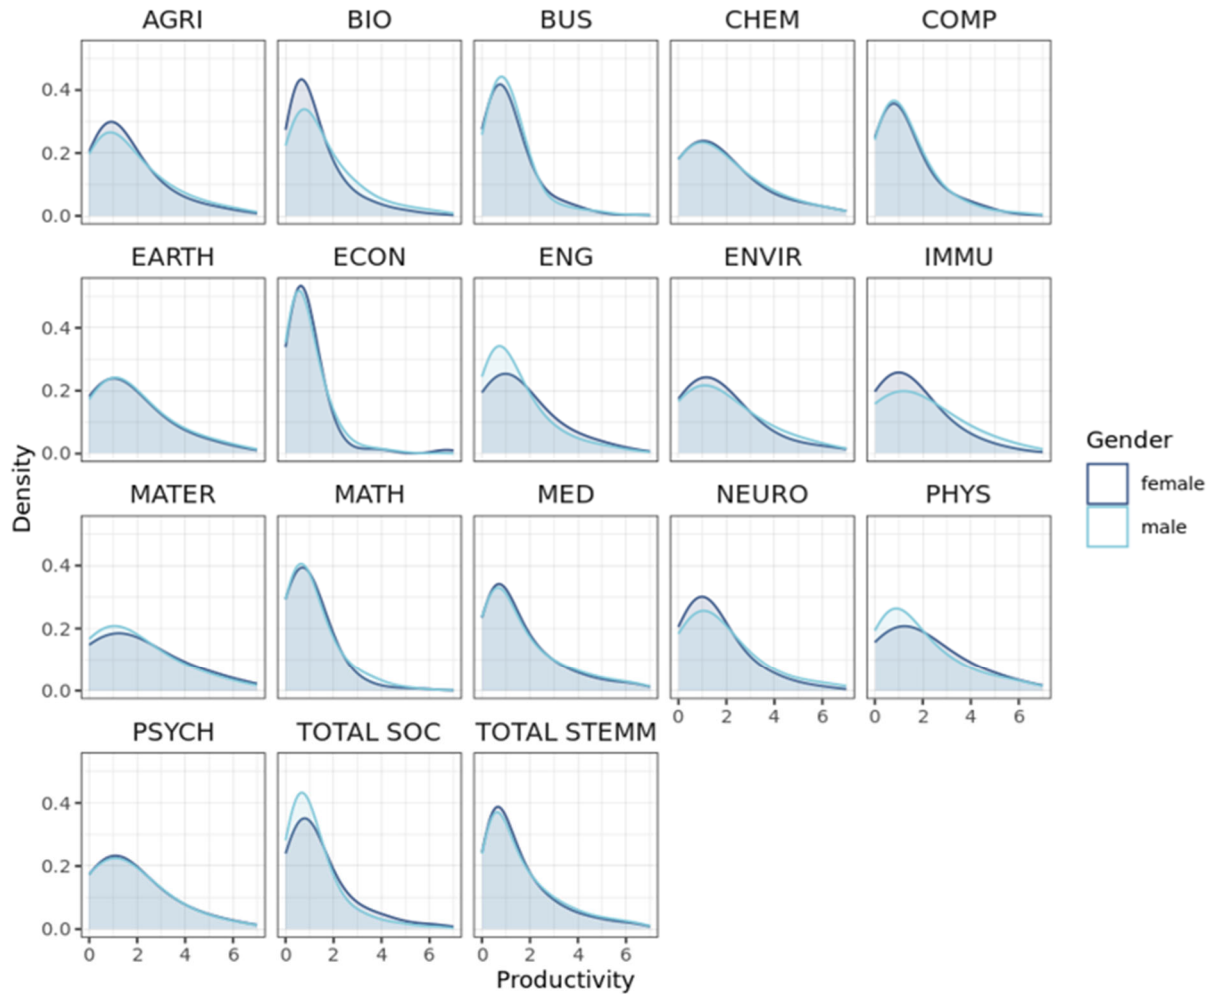 AGRI BIO BUS CHEM COMP
0.4
0.2
0.0
EARTH ECON ENG ENVIR IMMU
0.4
0.2
0.0
MATER MATH MED NEURO PHYS
0.4
0.2
0.0
0 2 4 6 0 2 4 6
PSYCH TOTAL SOC TOTAL STEMM
0.4
0.2
0.0
0 2 4 6 0 2 4 6 0 2 4 6
Productivity
Density
Gender
female
male